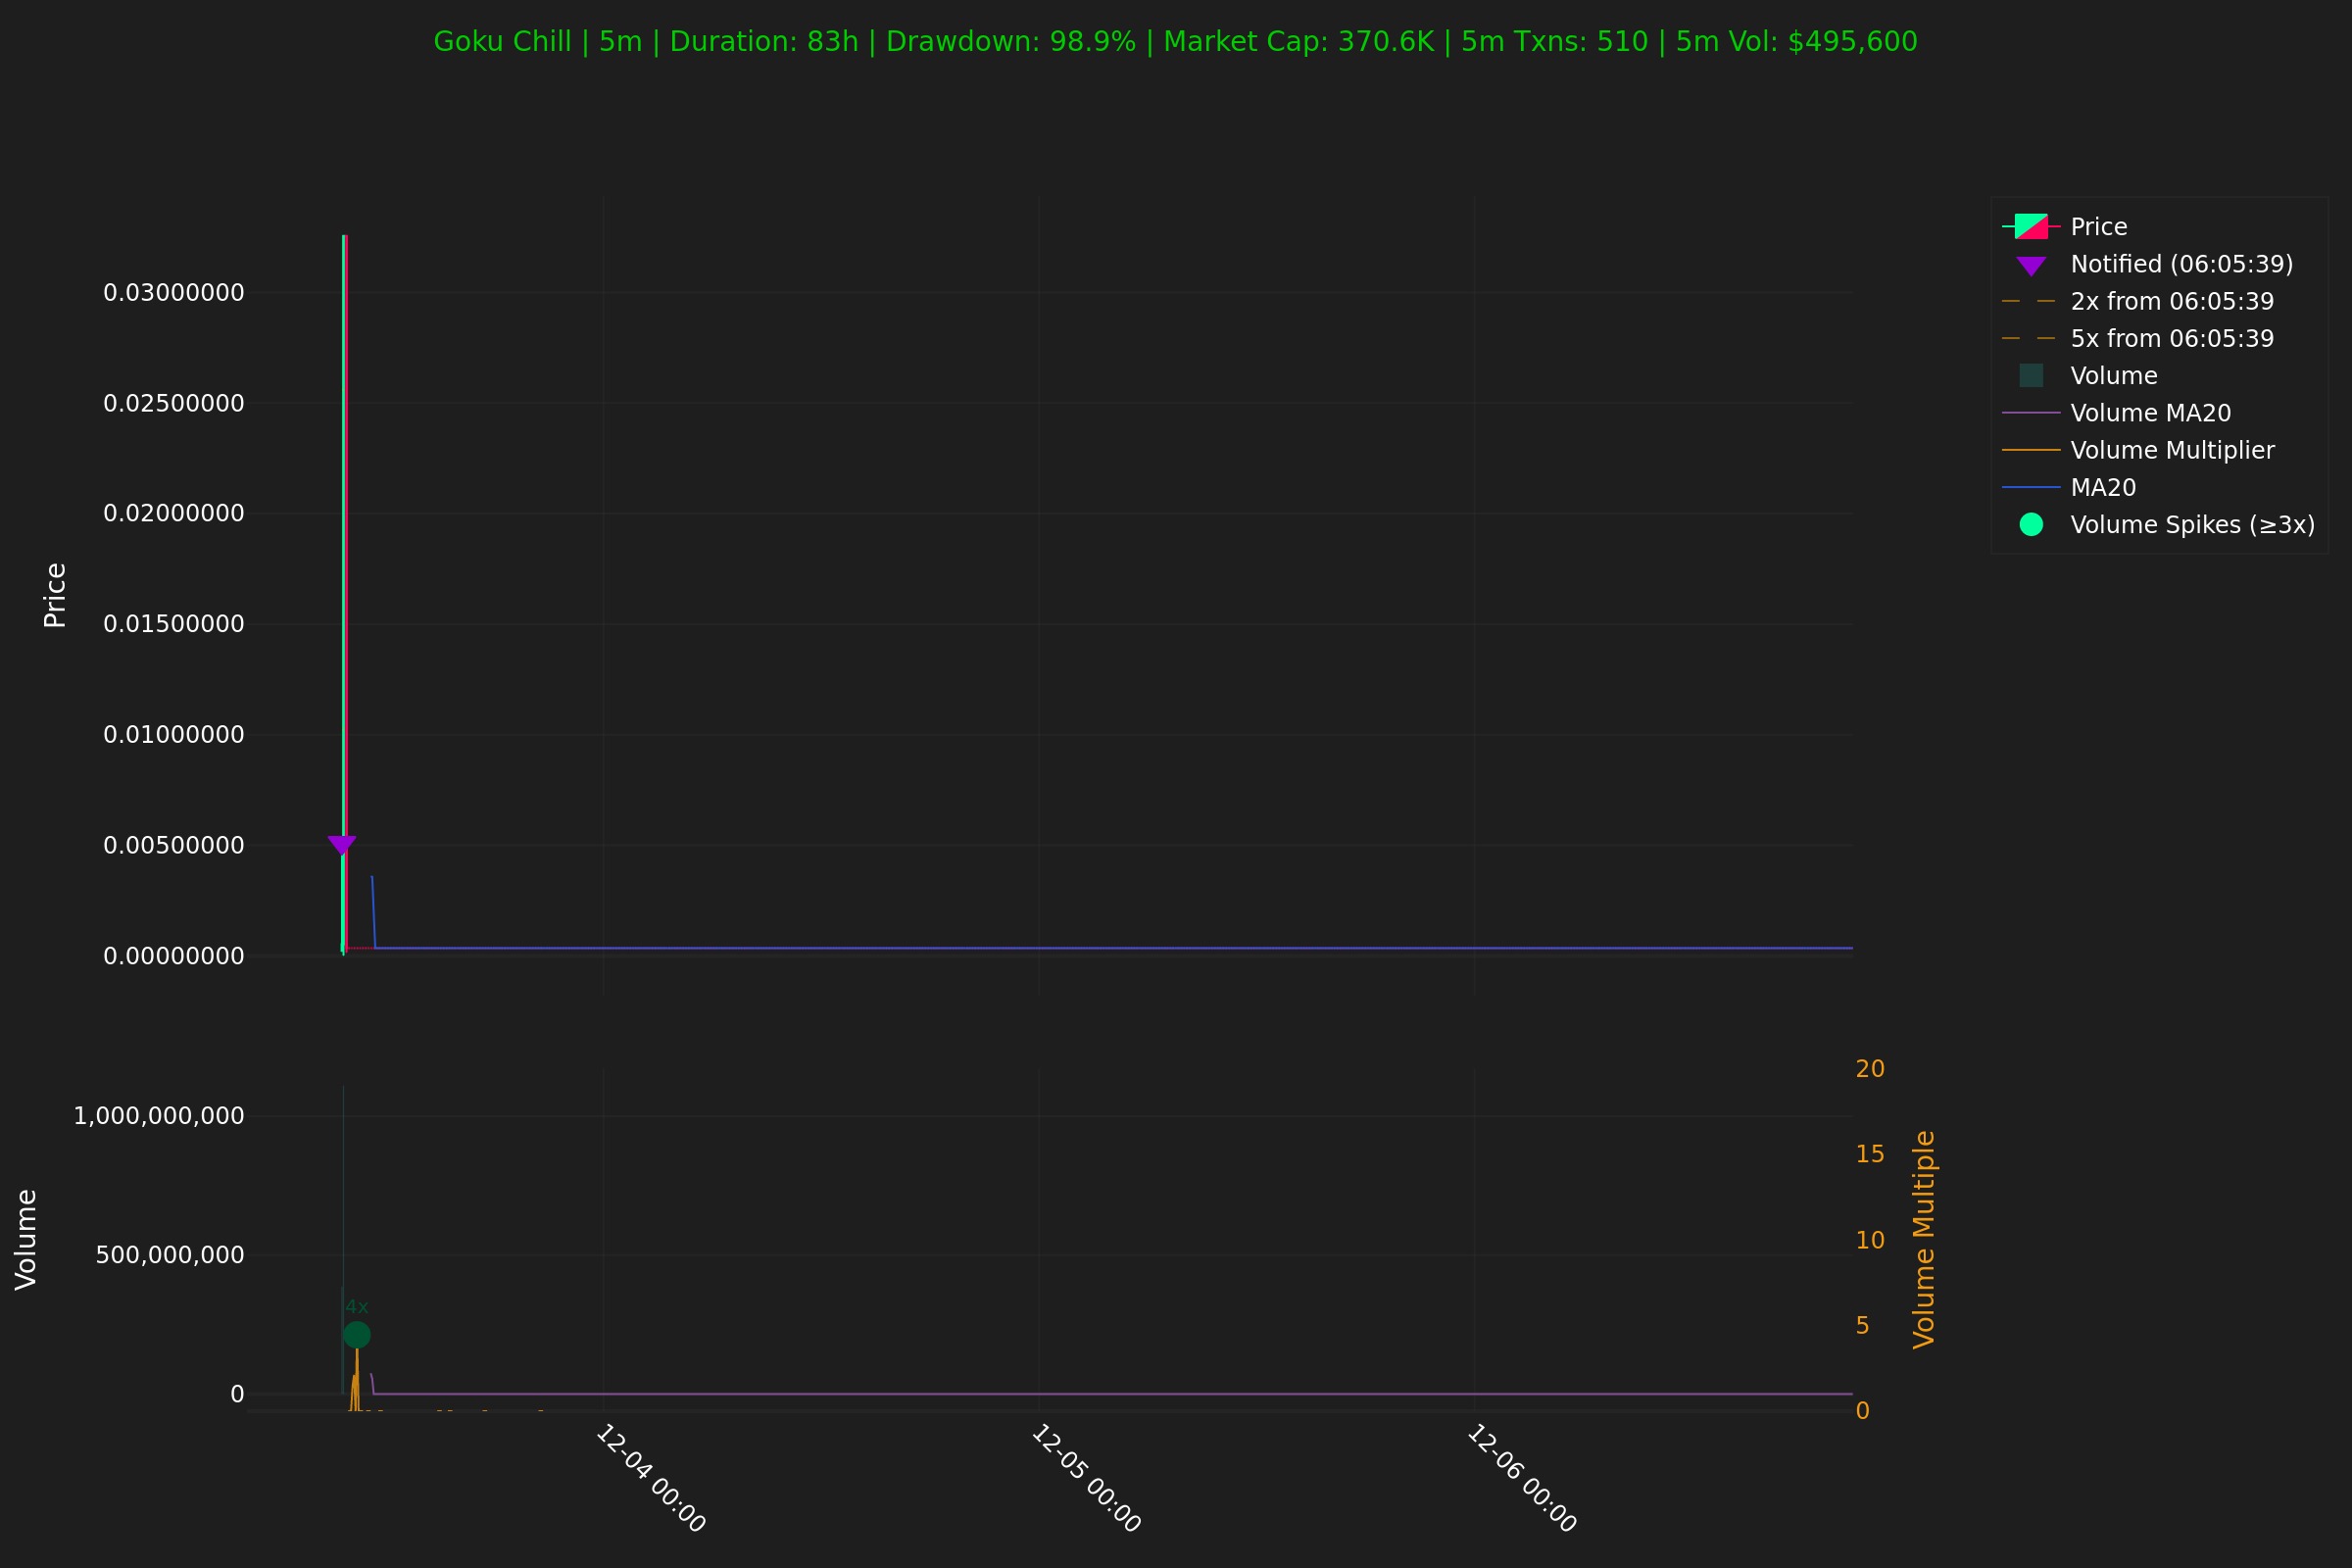 Goku Chill | 5m | Duration: 83h | Drawdown: 98.9% | Market Cap: 370.6K | 5m Txns: 510 | 5m Vol: $495,600
Price
0.03000000
0.02500000
0.02000000
0.01500000
0.01000000
0.00500000
0.00000000
Price
Notified (06:05:39)
2x from 06:05:39
5x from 06:05:39
Volume
Volume MA20
Volume Multiplier
MA20
Volume Spikes (≥3x)
Volume
1,000,000,000
500,000,000
0
4x
20
15
10
5
0
Volume Multiple
12-04 00:00
12-05 00:00
12-06 00:00